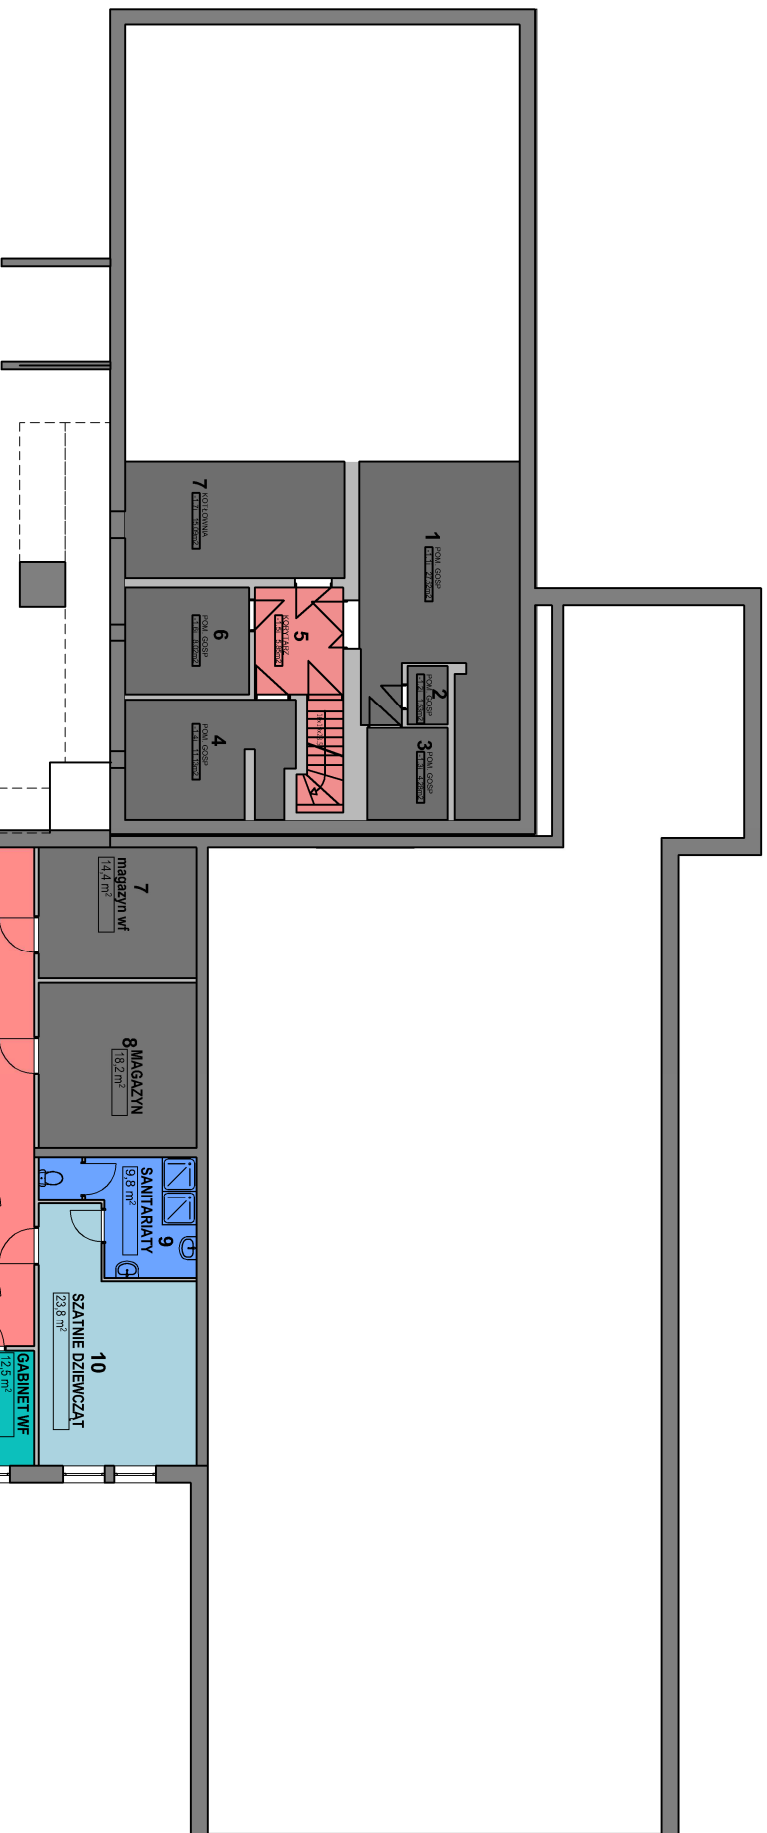 7
KOTŁOWNIA
1
POM. GOSP
6
POM. GOSP
5
KORYTARZ
2
POM. GOSP
3
POM. GOSP
4
POM. GOSP
7
magazyn wf
14,4 m²
8
MAGAZYN
18,2 m²
9
SANITARIATY
9,8 m²
10
SZATNIE DZIEWCZĄT
23,8 m²
GABINET WF
12,5 m²